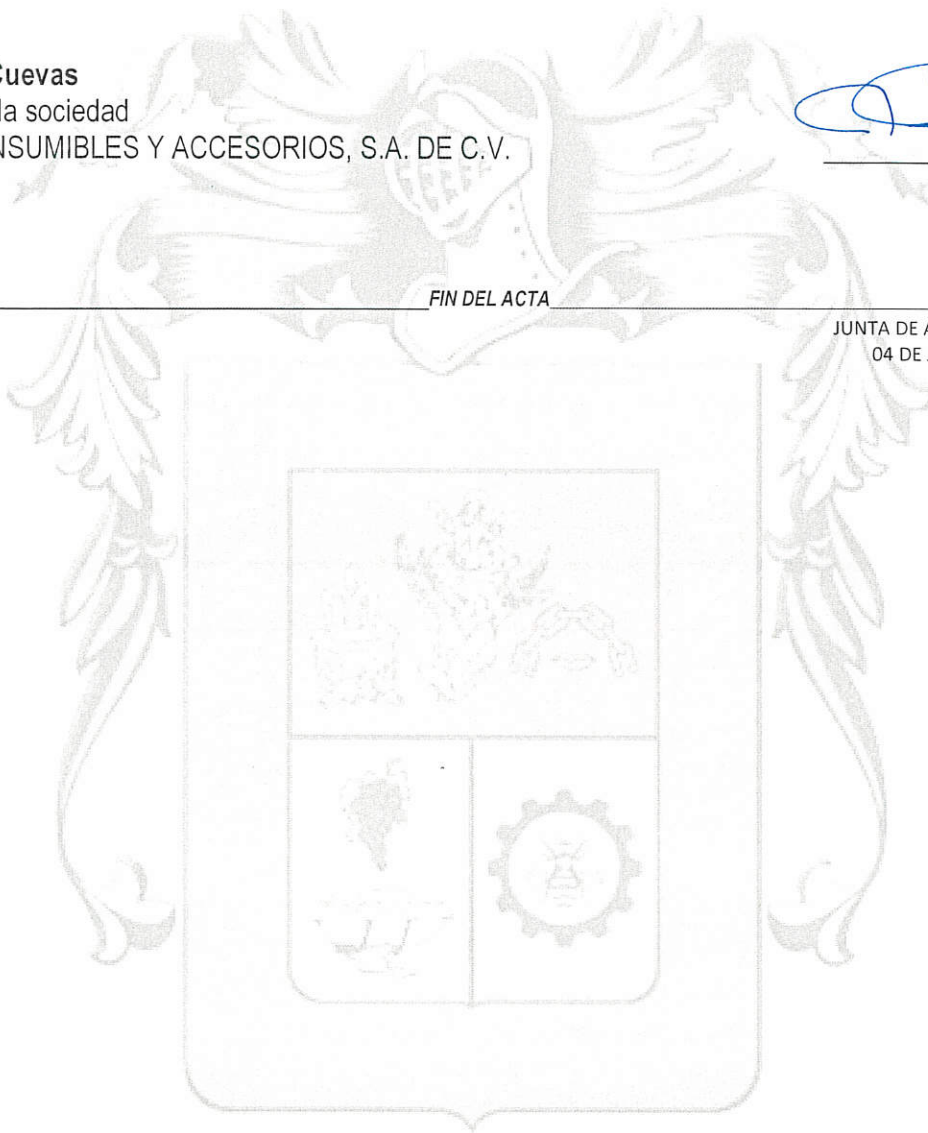 Cuevas
la sociedad
NSUMIBLES Y ACCESORIOS, S.A. DE C.V.
FIN DEL ACTA
JUNTA DE
04 DE